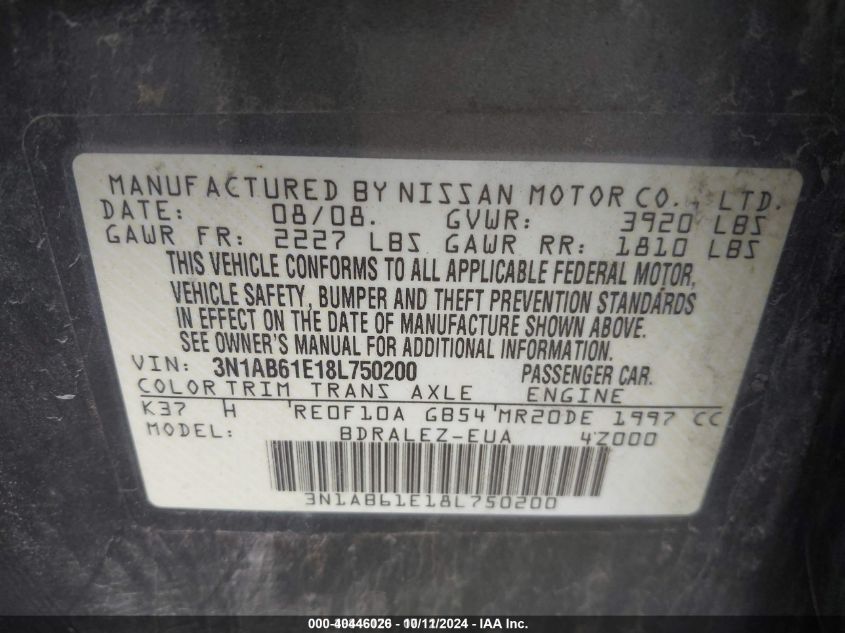 MANUFACTURED BY NISSAN MOTOR CO., LTD.
DATE: 08/08. GVWR: 3920 LBS
GAWR FR: 2227 LBS GAWR RR: 1810 LBS
THIS VEHICLE CONFORMS TO ALL APPLICABLE FEDERAL MOTOR,
VEHICLE SAFETY, BUMPER AND THEFT PREVENTION STANDARDS
IN EFFECT ON THE DATE OF MANUFACTURE SHOWN ABOVE.
SEE OWNER'S MANUAL FOR ADDITIONAL INFORMATION.
VIN: 3N1AB61E18L750200 PASSENGER CAR.
COLOR TRIM TRANS AXLE ENGINE
K37 H RE0F10A GB54 MR20DE 1997 CC
MODEL: BDRALEZ-EUA 4Z000
3N1AB61E18L750200
000-40446026 - 10/11/2024 - IAA Inc.